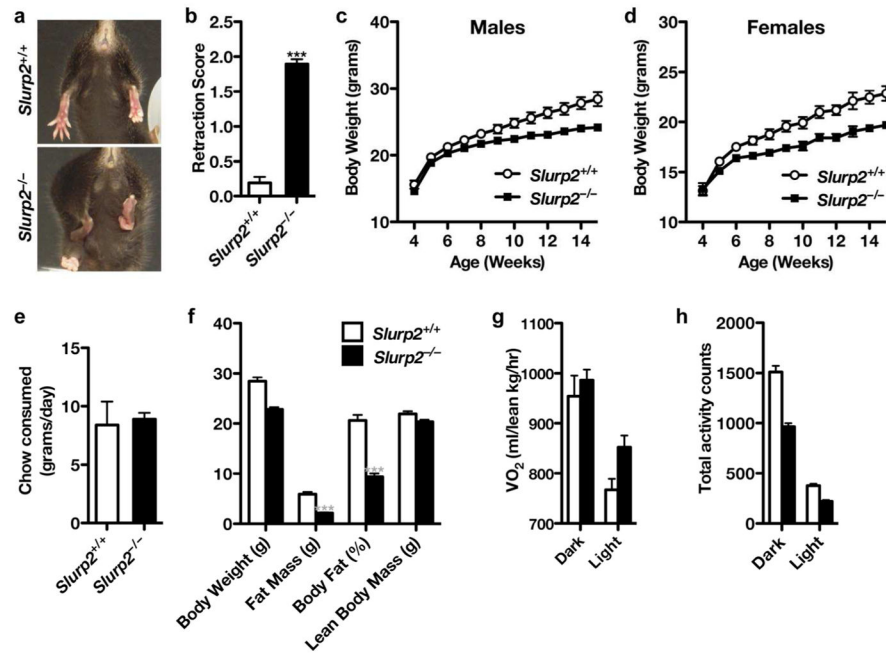 a
Slurp2+/+
Slurp2–/–
b
Retraction Score
2.5
2.0
1.5
1.0
0.5
0.0
***
Slurp2+/+
Slurp2–/–
c
Males
Body Weight (grams)
40
30
20
10
Slurp2+/+
Slurp2–/–
4 6 8 10 12 14
Age (Weeks)
d
Females
Body Weight (grams)
30
25
20
15
10
Slurp2+/+
Slurp2–/–
4 6 8 10 12 14
Age (Weeks)
e
Chow consumed
(grams/day)
15
10
5
0
Slurp2+/+
Slurp2–/–
f
40
30
20
10
0
Slurp2+/+
Slurp2–/–
***
***
Body Weight (g)
Fat Mass (g)
Body Fat (%)
Lean Body Mass (g)
g
VO2 (ml/lean kg/hr)
1100
1000
900
800
700
Dark
Light
h
Total activity counts
2000
1500
1000
500
0
Dark
Light